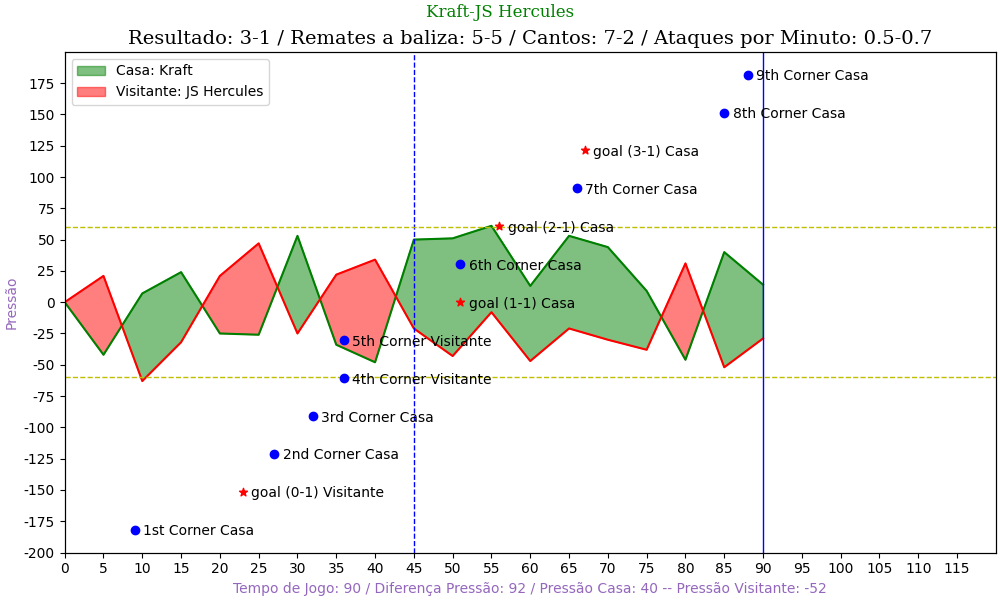 Kraft-JS Hercules
Resultado: 3-1 / Remates a baliza: 5-5 / Cantos: 7-2 / Ataques por Minuto: 0.5-0.7
Casa: Kraft
Visitante: JS Hercules
9th Corner Casa
8th Corner Casa
goal (3-1) Casa
7th Corner Casa
goal (2-1) Casa
6th Corner Casa
goal (1-1) Casa
5th Corner Visitante
4th Corner Visitante
3rd Corner Casa
2nd Corner Casa
goal (0-1) Visitante
1st Corner Casa
Pressão
175
150
125
100
75
50
25
0
-25
-50
-75
-100
-125
-150
-175
-200
0 5 10 15 20 25 30 35 40 45 50 55 60 65 70 75 80 85 90 95 100 105 110 115
Tempo de Jogo: 90 / Diferença Pressão: 92 / Pressão Casa: 40 -- Pressão Visitante: -52